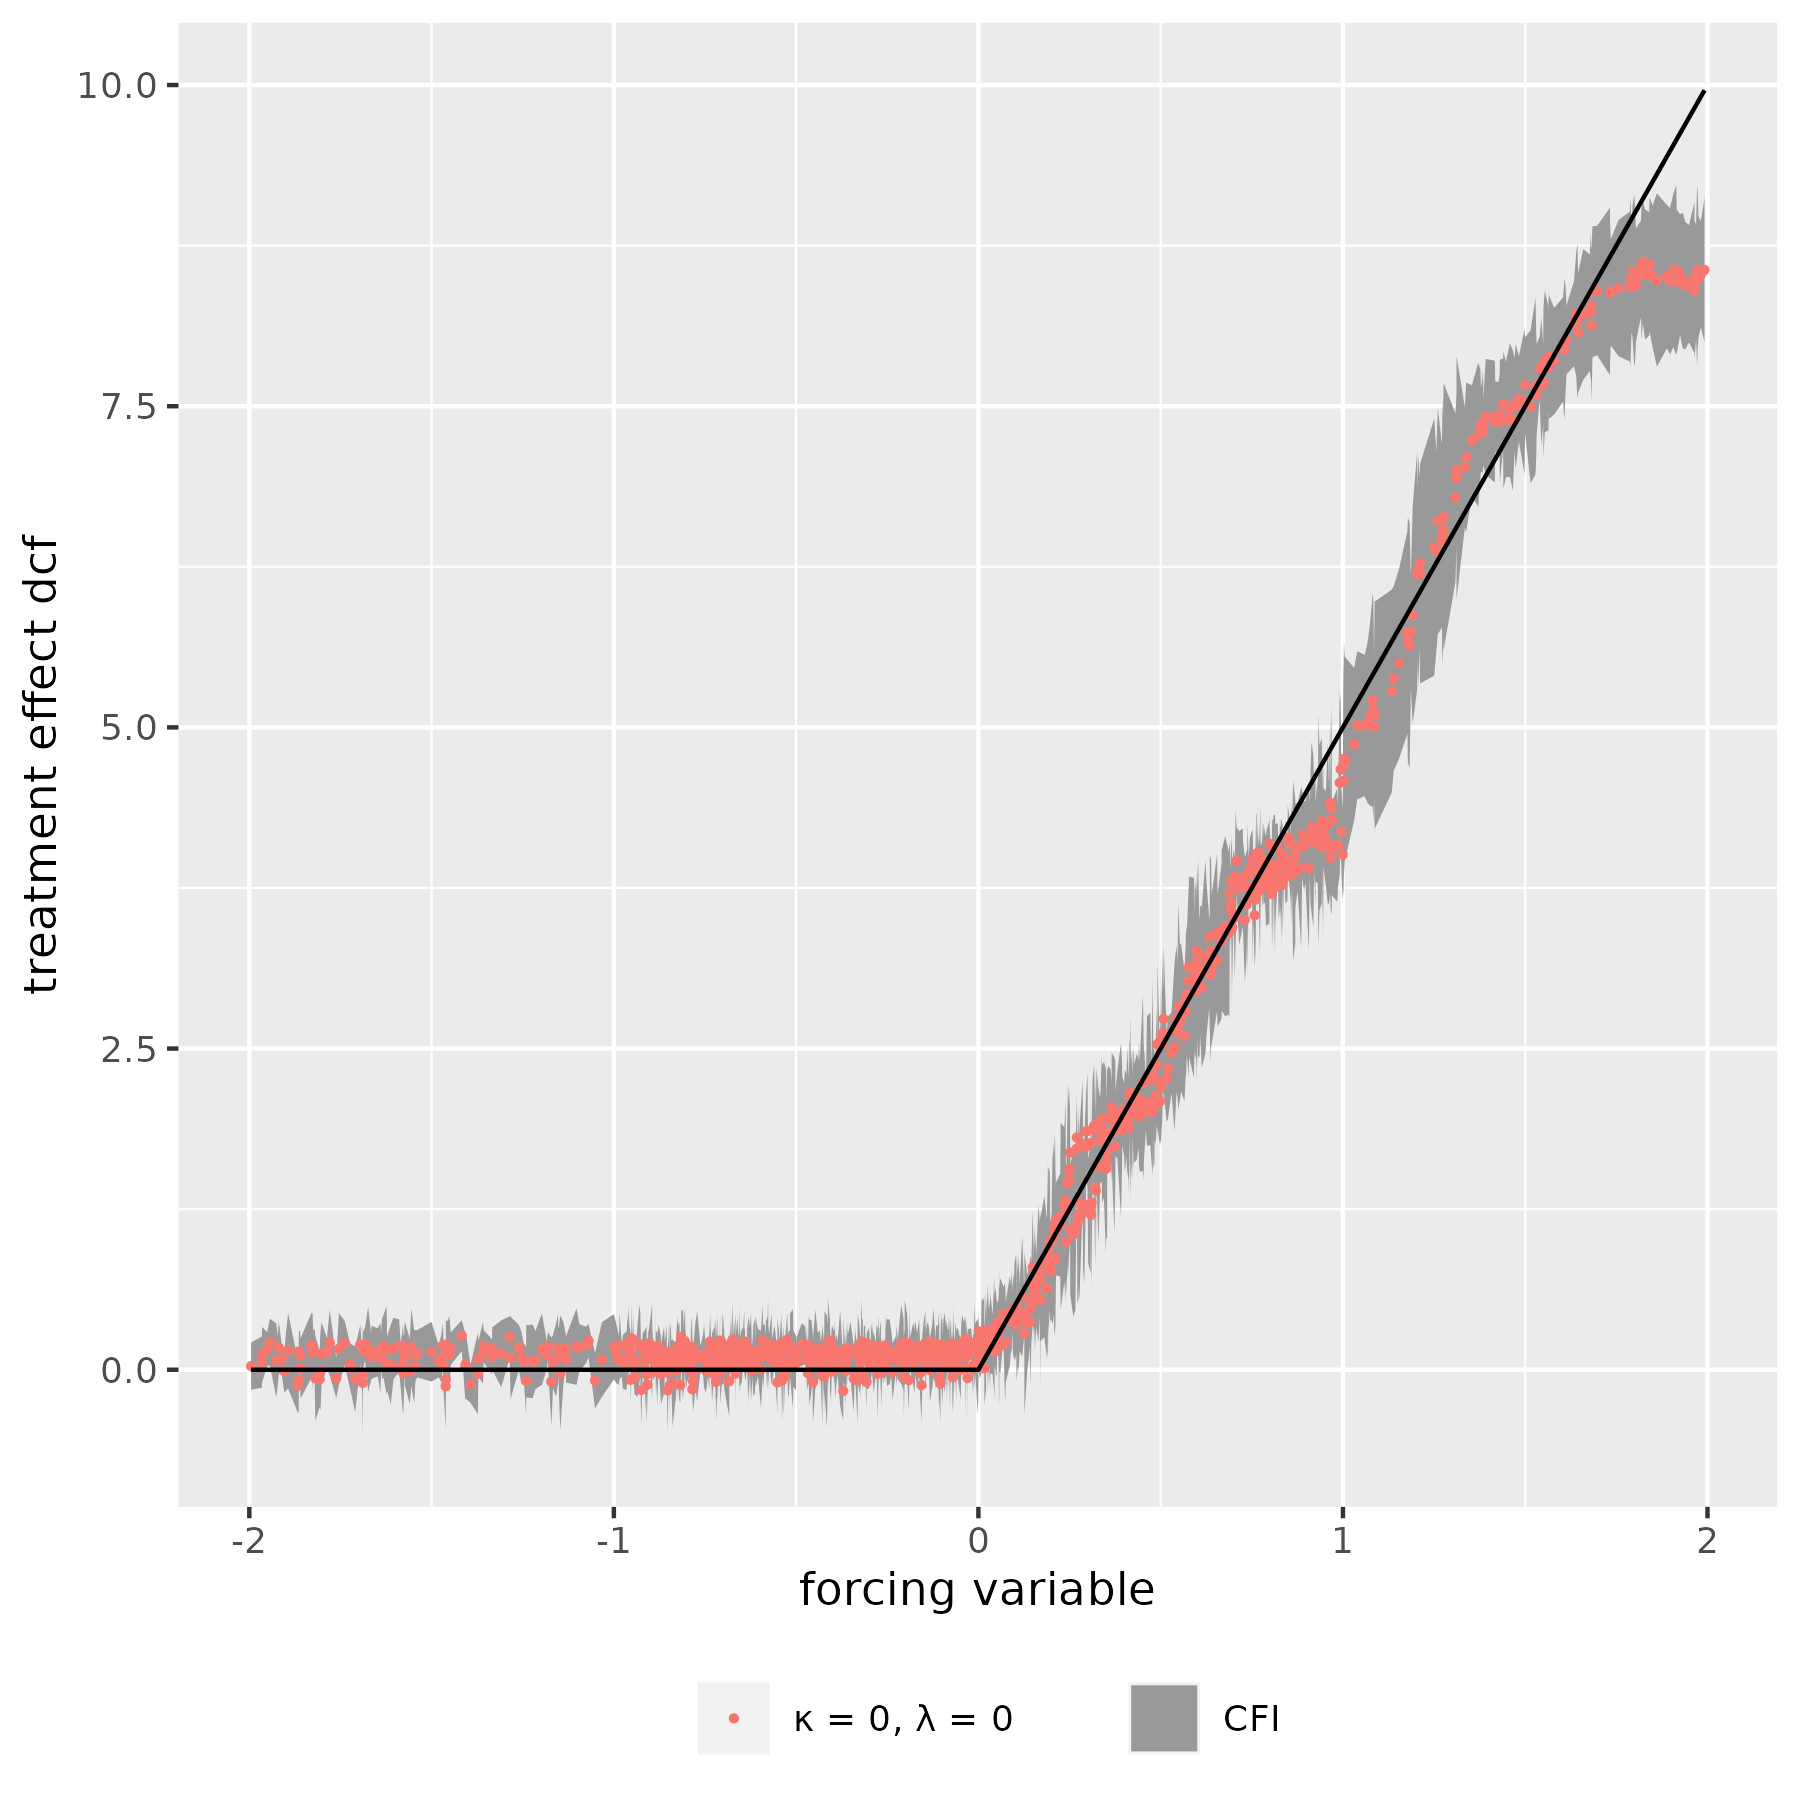 10.0
7.5
5.0
2.5
0.0
treatment effect dcf
-2 -1 0 1 2
forcing variable
κ = 0, λ = 0 CFI